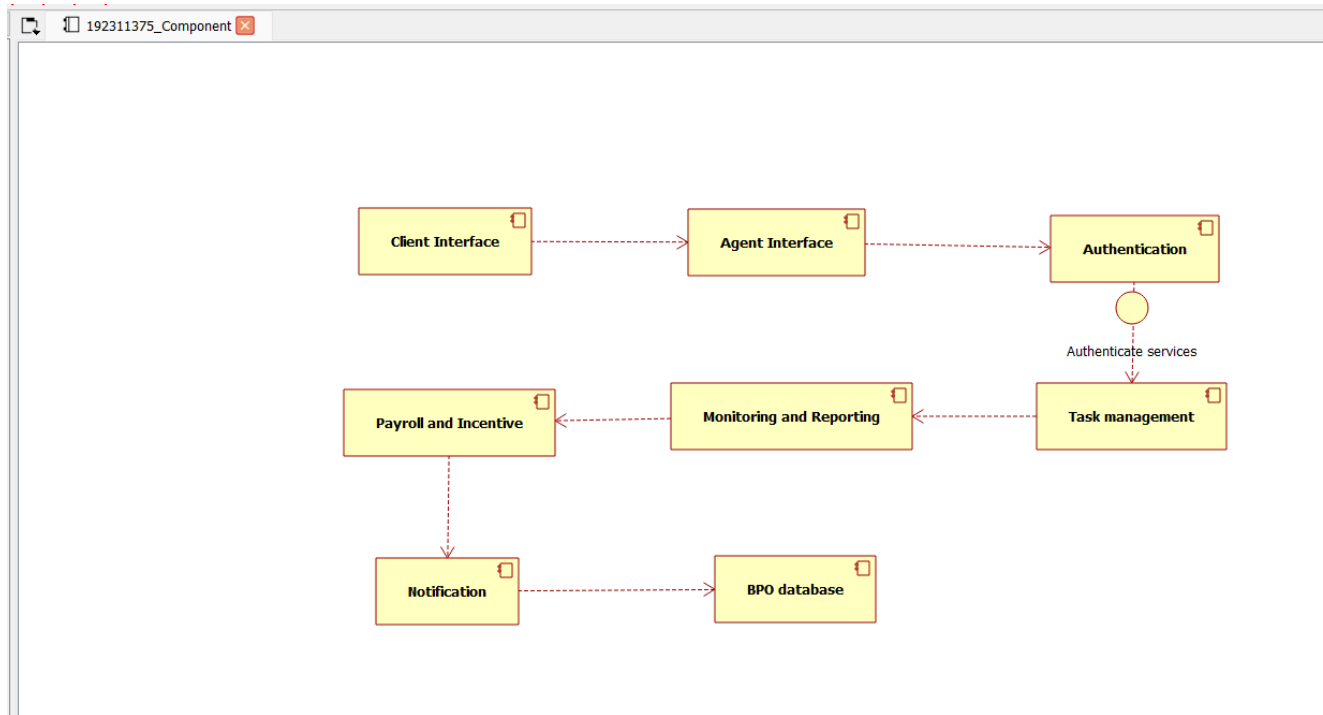 192311375_Component
Client Interface
Agent Interface
Authentication
Authenticate services
Payroll and Incentive
Monitoring and Reporting
Task management
Notification
BPO database